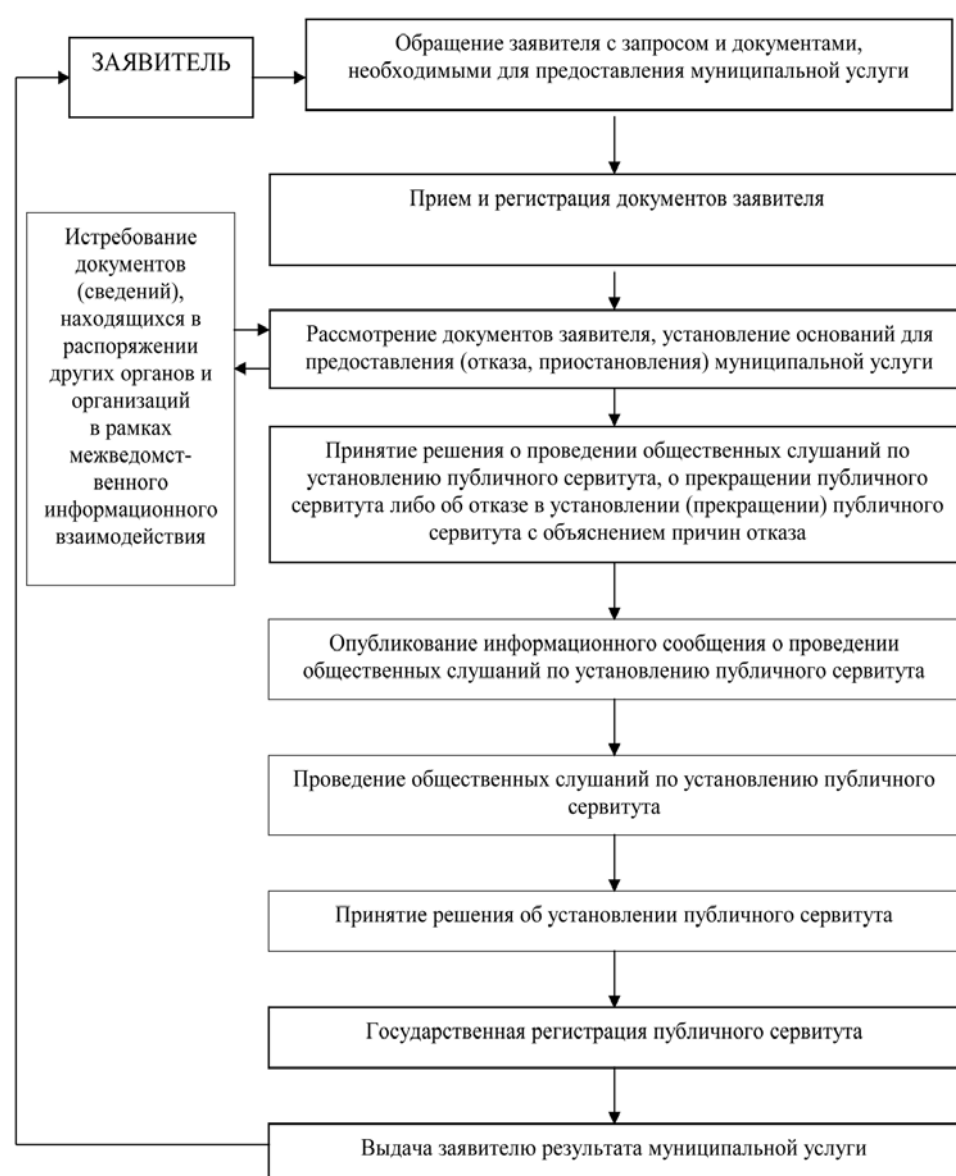 ЗАЯВИТЕЛЬ
Обращение заявителя с запросом и документами,
необходимыми для предоставления муниципальной услуги
Прием и регистрация документов заявителя
Истребование
документов
(сведений),
находящихся в
распоряжении
других органов и
организаций
в рамках
межведомст-
венного
информационного
взаимодействия
Рассмотрение документов заявителя, установление оснований для
предоставления (отказа, приостановления) муниципальной услуги
Принятие решения о проведении общественных слушаний по
установлению публичного сервитута, о прекращении публичного
сервитута либо об отказе в установлении (прекращении) публичного
сервитута с объяснением причин отказа
Опубликование информационного сообщения о проведении
общественных слушаний по установлению публичного сервитута
Проведение общественных слушаний по установлению публичного
сервитута
Принятие решения об установлении публичного сервитута
Государственная регистрация публичного сервитута
Выдача заявителю результата муниципальной услуги